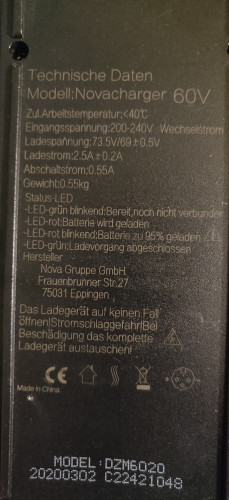 Technische Daten
Modell:Novacharger 60V
Zul.Arbeitstemperatur:<40℃
Eingangsspannung:200-240V Wechselstrom
Ladespannung:73.5V/69±0.5V
Ladestrom:2.5A±0.2A
Abschaltstrom:0.55A
Gewicht:0.55kg
Status-LED
-LED-grün blinkend:Bereit,noch nicht verbunden
-LED-rot:Batterie wird geladen
-LED-rot blinkend:Batterie zu 95% geladen
-LED-grün:Ladevorgang abgeschlossen
Hersteller
Nova Gruppe GmbH
Frauenbrunner Str.27
75031 Eppingen
Das Ladegerät auf keinen Fall
öffnen!Stromschlaggefahr!Bei
Beschädigung das komplette
Ladegerät austauschen!
CE
Made in China
MODEL:DZM6020
20200302 C22421048